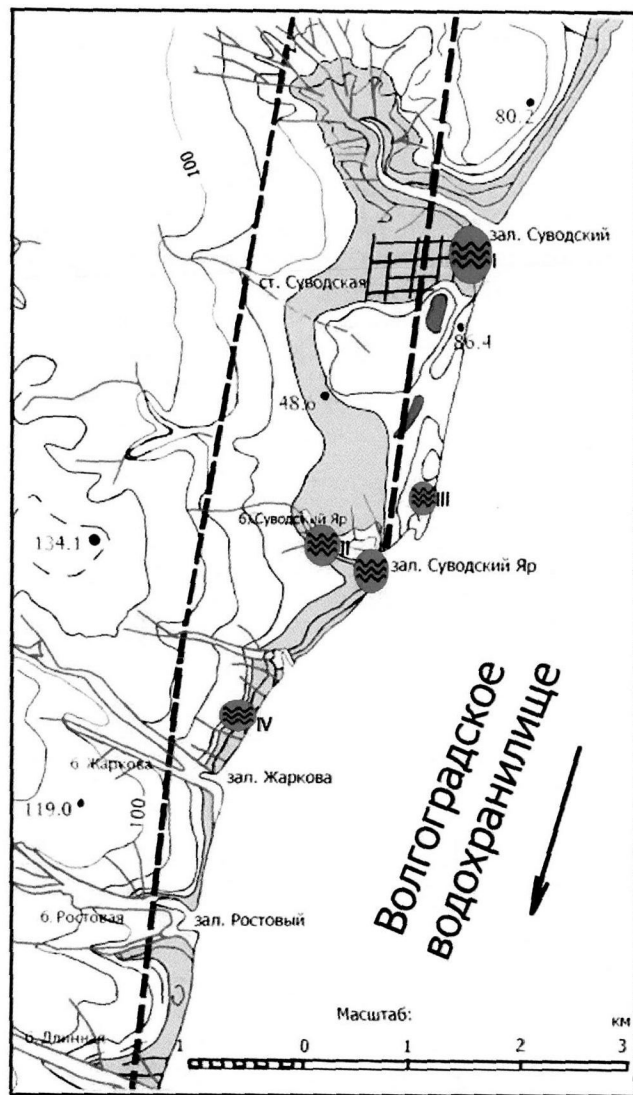 80.2
100
зал. Суводский
I
ст. Суводская
86.4
48.6
III
б. Суводский Яр
134.1
II
зал. Суводский Яр
IV
б. Жаркова
зал. Жаркова
119.0
100
Волгоградское
водохранилище
б. Ростовая
зал. Ростовый
б. Длинная
Масштаб:
км
1 0 1 2 3